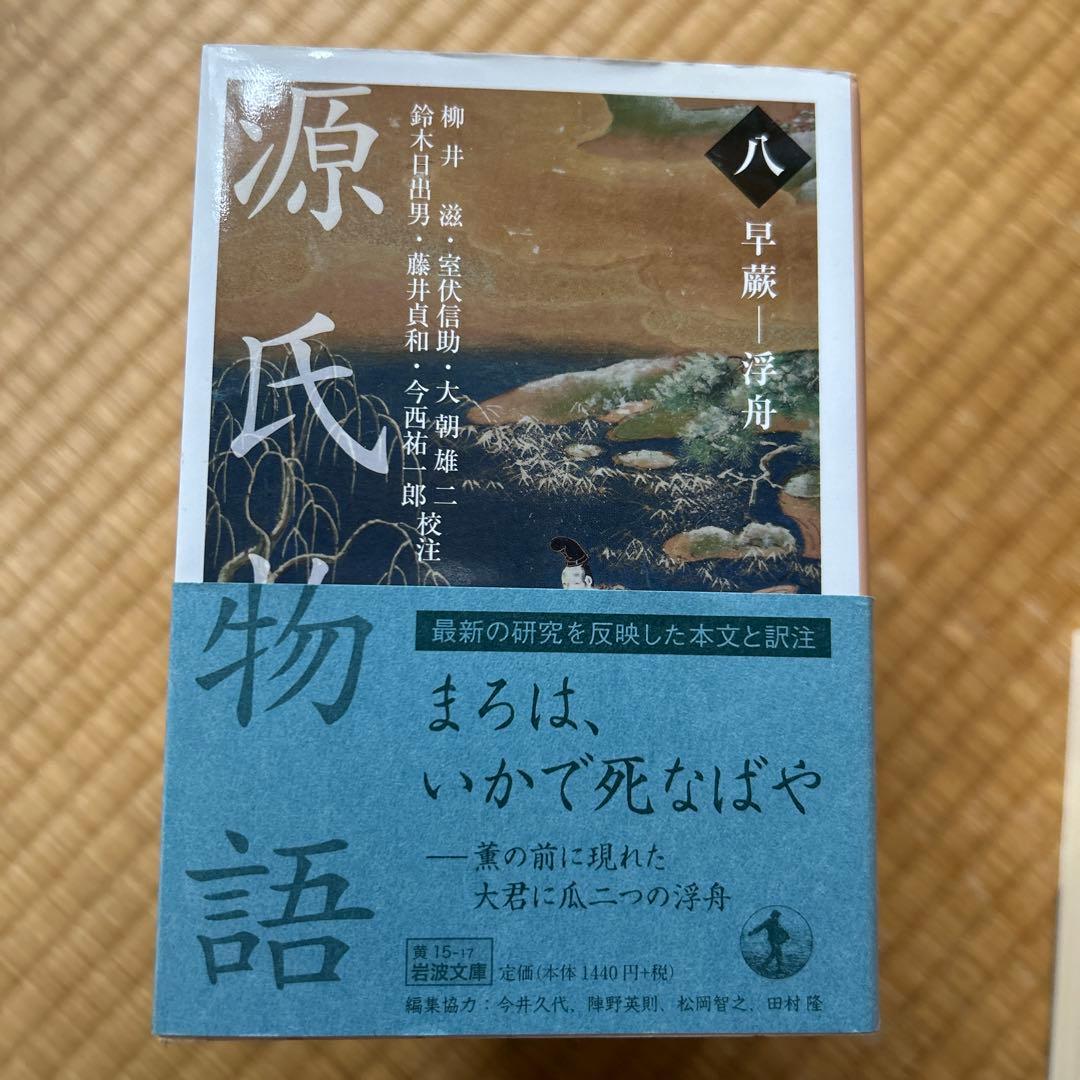 源氏物語
八
早蕨―浮舟
柳井 滋・室伏信助・大朝雄二
鈴木日出男・藤井貞和・今西祐一郎 校注
最新の研究を反映した本文と訳注
まろは、
いかで死なばや
――薫の前に現れた
大君に瓜二つの浮舟
黄 15-17
岩波文庫 定価(本体 1440 円+税)
編集協力：今井久代，陣野英則，松岡智之，田村 隆